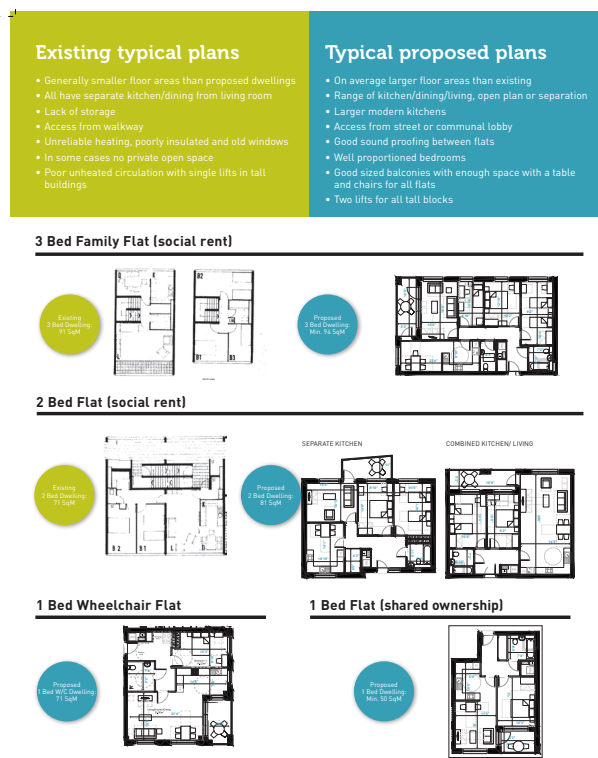 Existing typical plans
• Generally smaller floor areas than proposed dwellings
• All have separate kitchen/dining from living room
• Lack of storage
• Access from walkway
• Unreliable heating, poorly insulated and old windows
• In some cases no private open space
• Poor unheated circulation with single lifts in tall
buildings
Typical proposed plans
• On average larger floor areas than existing
• Range of kitchen/dining/living, open plan or separation
• Larger modern kitchens
• Access from street or communal lobby
• Good sound proofing between flats
• Well proportioned bedrooms
• Good sized balconies with enough space with a table
and chairs for all flats
• Two lifts for all tall blocks
3 Bed Family Flat (social rent)
Existing
3 Bed Dwelling:
91 SqM
K
L
B2
B1
B3
Proposed
3 Bed Dwelling:
Min. 94 SqM
2 Bed Flat (social rent)
Existing
2 Bed Dwelling:
71 SqM
B 2
B 1
L
D
Proposed
2 Bed Dwelling:
81 SqM
SEPARATE KITCHEN
COMBINED KITCHEN/ LIVING
1 Bed Wheelchair Flat
Proposed
1 Bed W/C Dwelling:
71 SqM
1 Bed Flat (shared ownership)
Proposed
1 Bed Dwelling:
Min. 50 SqM